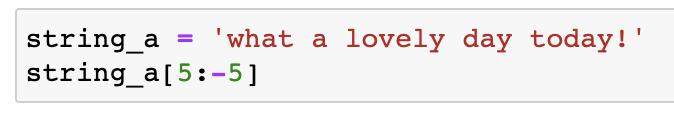 string_a = 'what a lovely day today!'
string_a[5:-5]